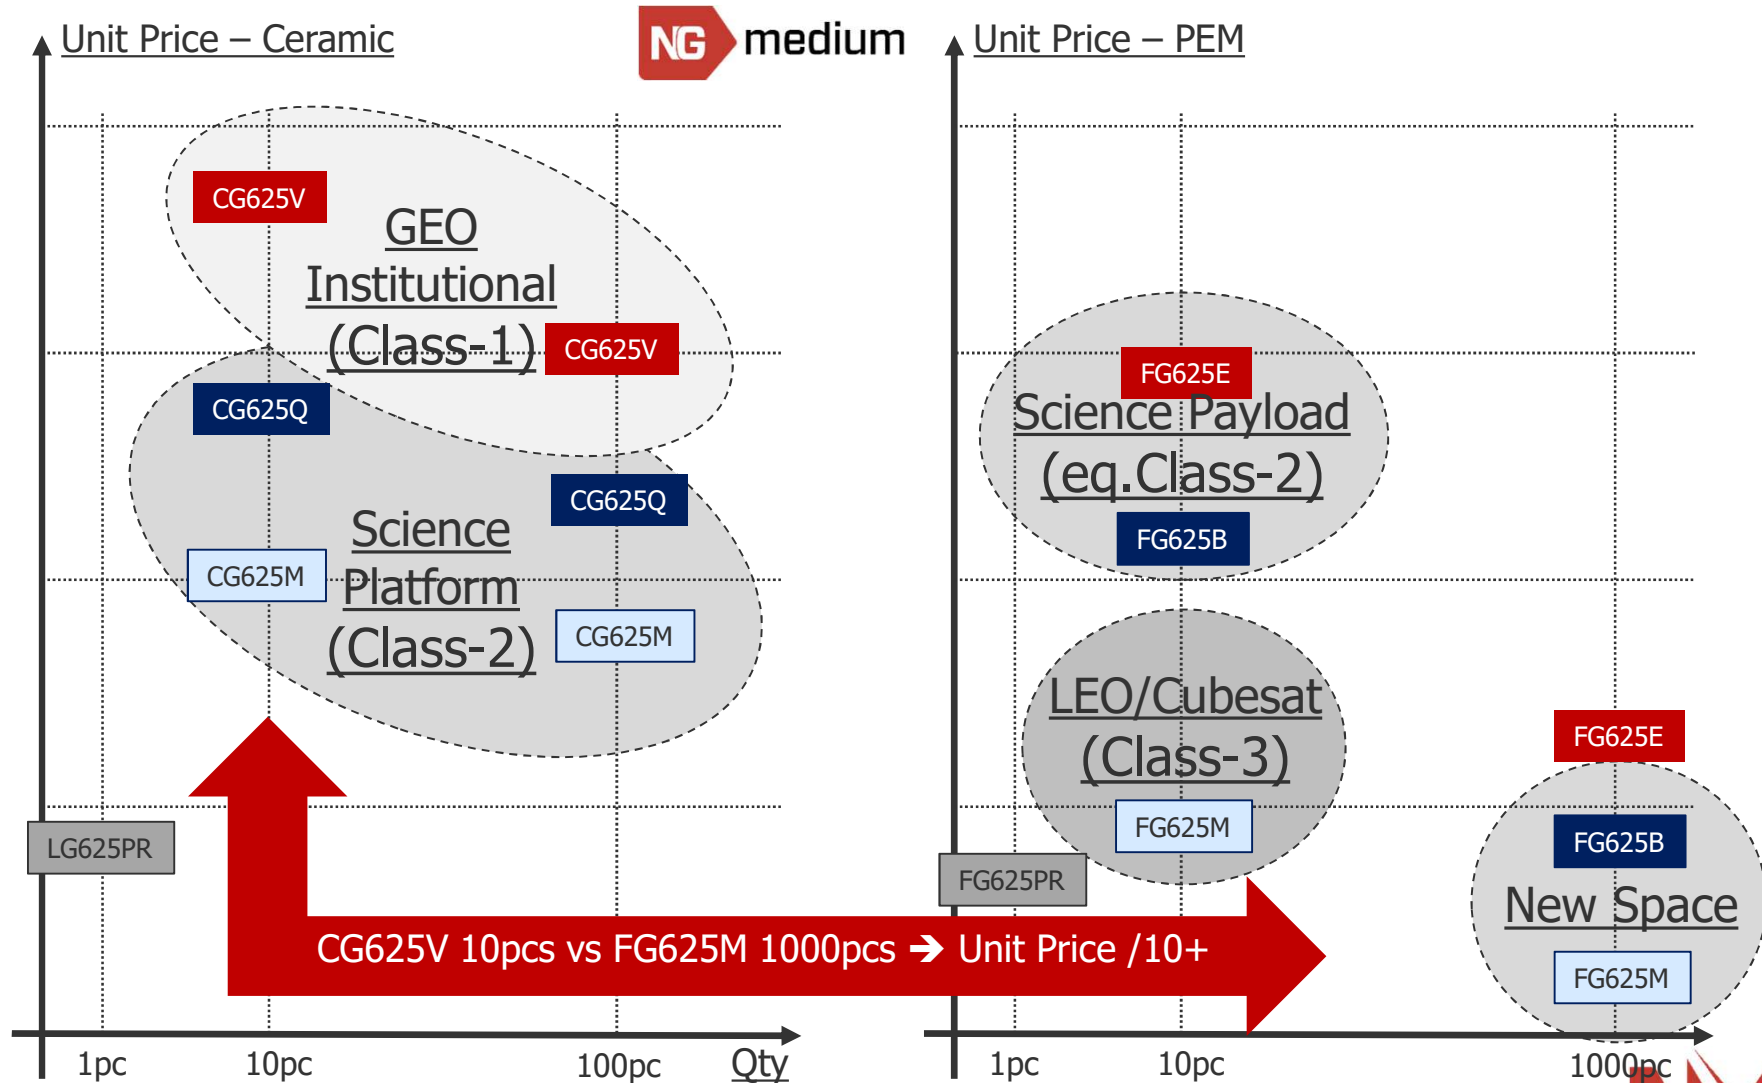 Unit Price – Ceramic
NG medium
Unit Price – PEM
CG625V
GEO
Institutional
(Class-1)
CG625V
CG625Q
CG625Q
Science
Platform
(Class-2)
CG625M
CG625M
LG625PR
FG625E
Science Payload
(eq.Class-2)
FG625B
LEO/Cubesat
(Class-3)
FG625M
FG625PR
FG625E
FG625B
New Space
FG625M
CG625V 10pcs vs FG625M 1000pcs ➔ Unit Price /10+
1pc
10pc
100pc
Qty
1pc
10pc
1000pc